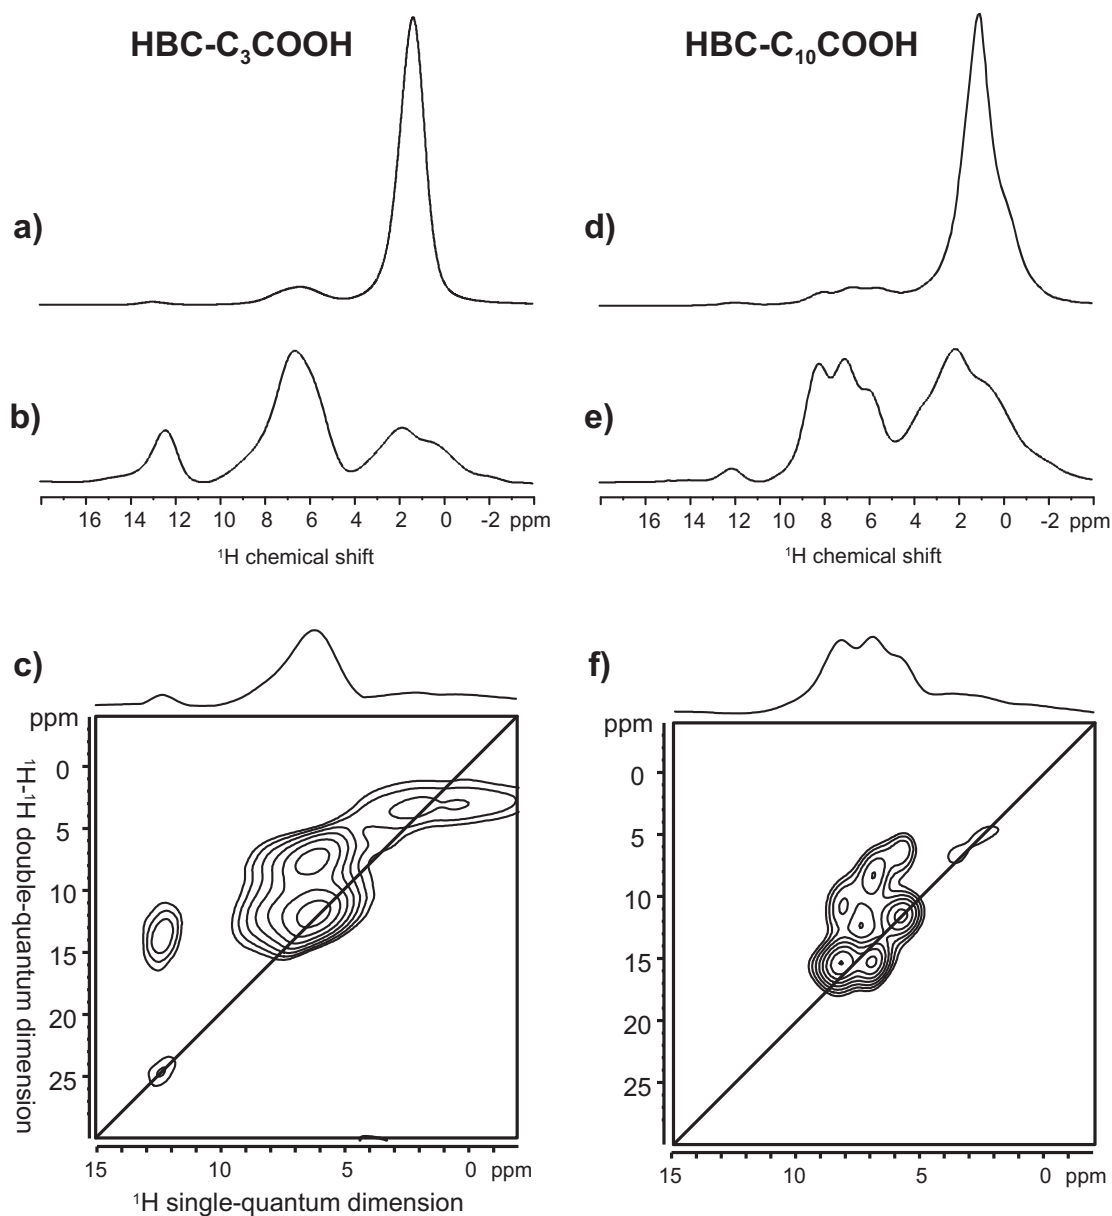 HBC-C₃COOH HBC-C₁₀COOH
a) d)
b) e)
16 14 12 10 8 6 4 2 0 -2 ppm 16 14 12 10 8 6 4 2 0 -2 ppm
¹H chemical shift ¹H chemical shift
c) f)
ppm ppm
0 0
5 5
10 10
15 15
20 20
25 25
¹H-¹H double-quantum dimension
15 10 5 0 ppm 15 10 5 0 ppm
¹H single-quantum dimension